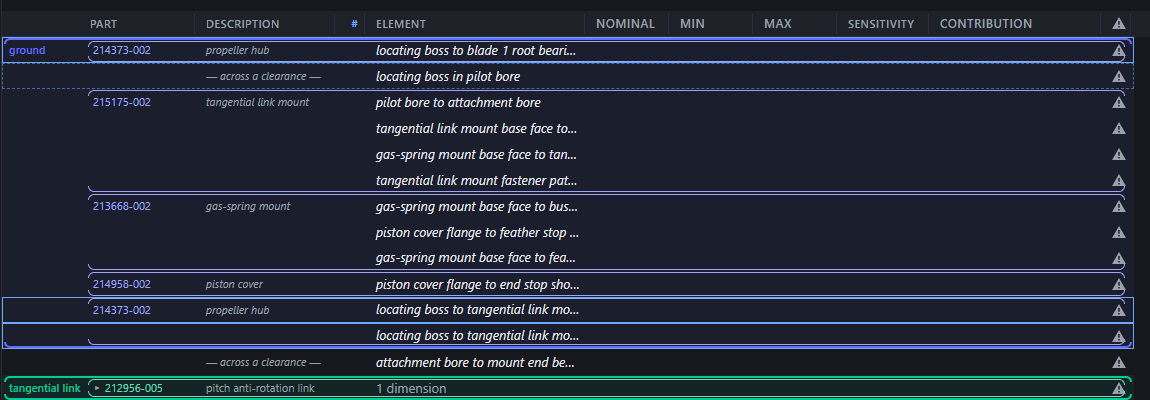 PART DESCRIPTION # ELEMENT NOMINAL MIN MAX SENSITIVITY CONTRIBUTION
ground 214373-002 propeller hub locating boss to blade 1 root beari...
— across a clearance — locating boss in pilot bore
215175-002 tangential link mount pilot bore to attachment bore
tangential link mount base face to...
gas-spring mount base face to tan...
tangential link mount fastener pat...
213668-002 gas-spring mount gas-spring mount base face to bus...
piston cover flange to feather stop ...
gas-spring mount base face to fea...
214958-002 piston cover piston cover flange to end stop sho...
214373-002 propeller hub locating boss to tangential link mo...
locating boss to tangential link mo...
— across a clearance — attachment bore to mount end be...
tangential link 212956-005 pitch anti-rotation link 1 dimension